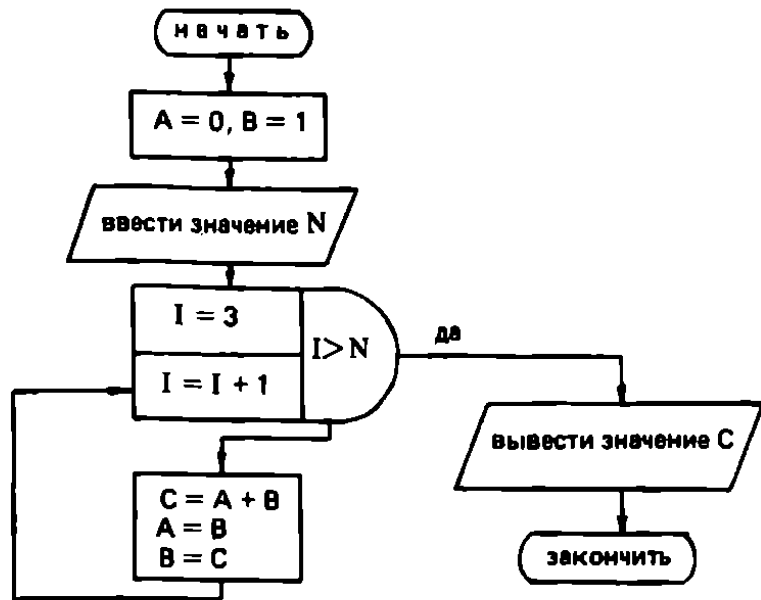 начать
A = 0, B = 1
ввести значение N
I = 3
I > N
да
I = I + 1
вывести значение C
C = A + B
A = B
B = C
закончить